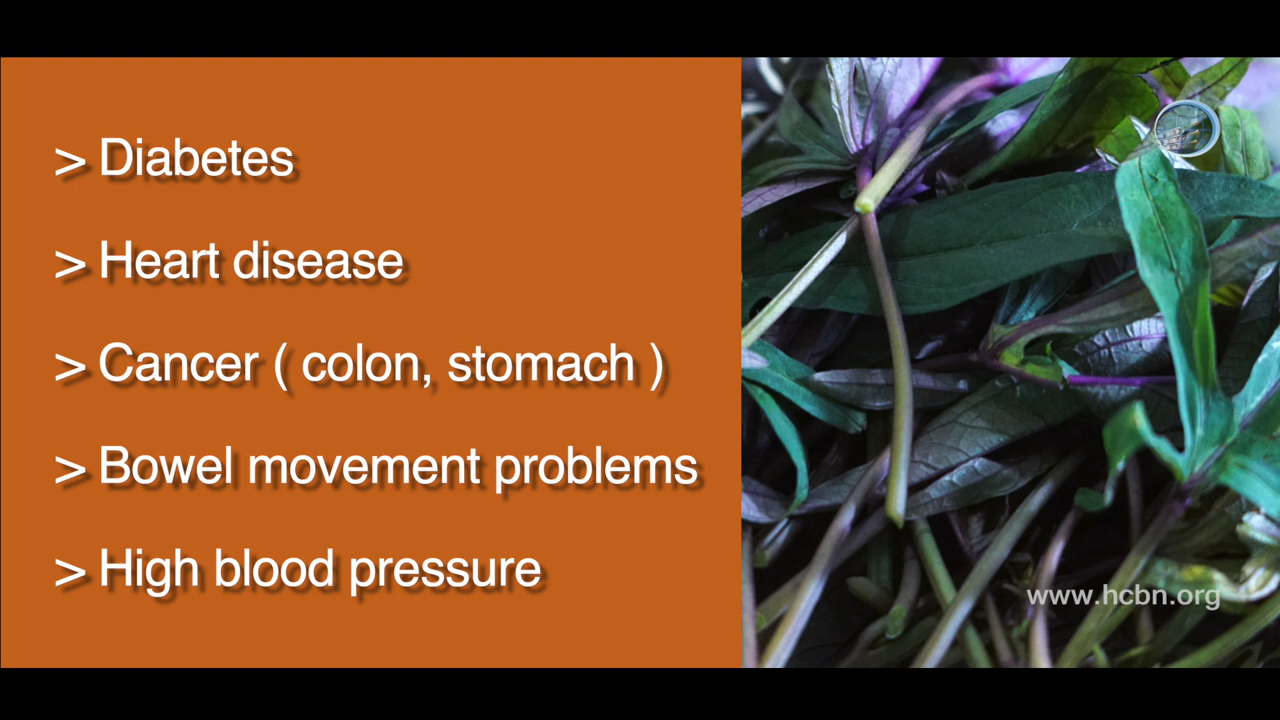 > Diabetes
> Heart disease
> Cancer ( colon, stomach )
> Bowel movement problems
> High blood pressure
www.hcbn.org